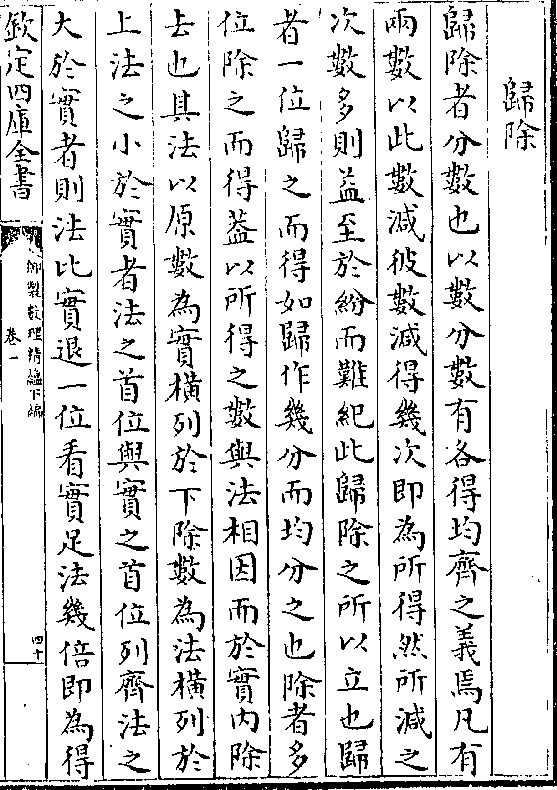 歸除
歸除者分數也以數分數有各得均齊之義焉凡有
兩數以此數減彼數減得幾次即為所得然所減之
次數多則益至於紛而難紀此歸除之所以立也歸
者一位歸之而得如歸作幾分而均分之也除者多
位除之而得蓋以所得之數與法相因而於實內除
去也其法以原數為實橫列於下除數為法橫列於
上法之小於實者法之首位與實之首位列齊法之
大於實者則法比實退一位看實足法幾倍即為得
欽定四庫全書
御製數理精蘊下編
卷一
四十